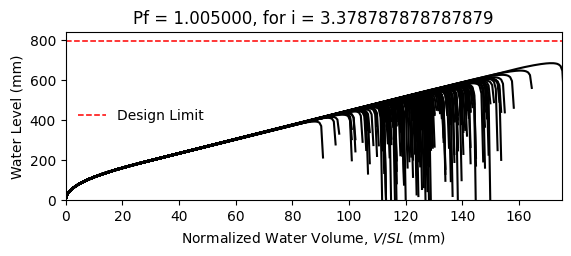 Pf = 1.005000, for i = 3.378787878787879
Water Level (mm)
800
600
400
200
0
Design Limit
0 20 40 60 80 100 120 140 160
Normalized Water Volume, V/SL (mm)